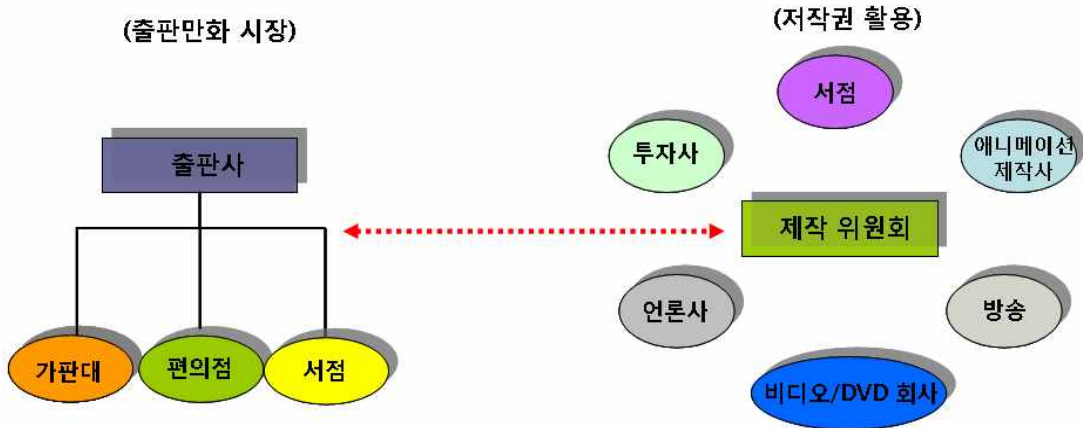 (출판만화 시장)
출판사
가판대
편의점
서점
(저작권 활용)
서점
투자사
애니메이션
제작사
제작 위원회
언론사
방송
비디오/DVD 회사